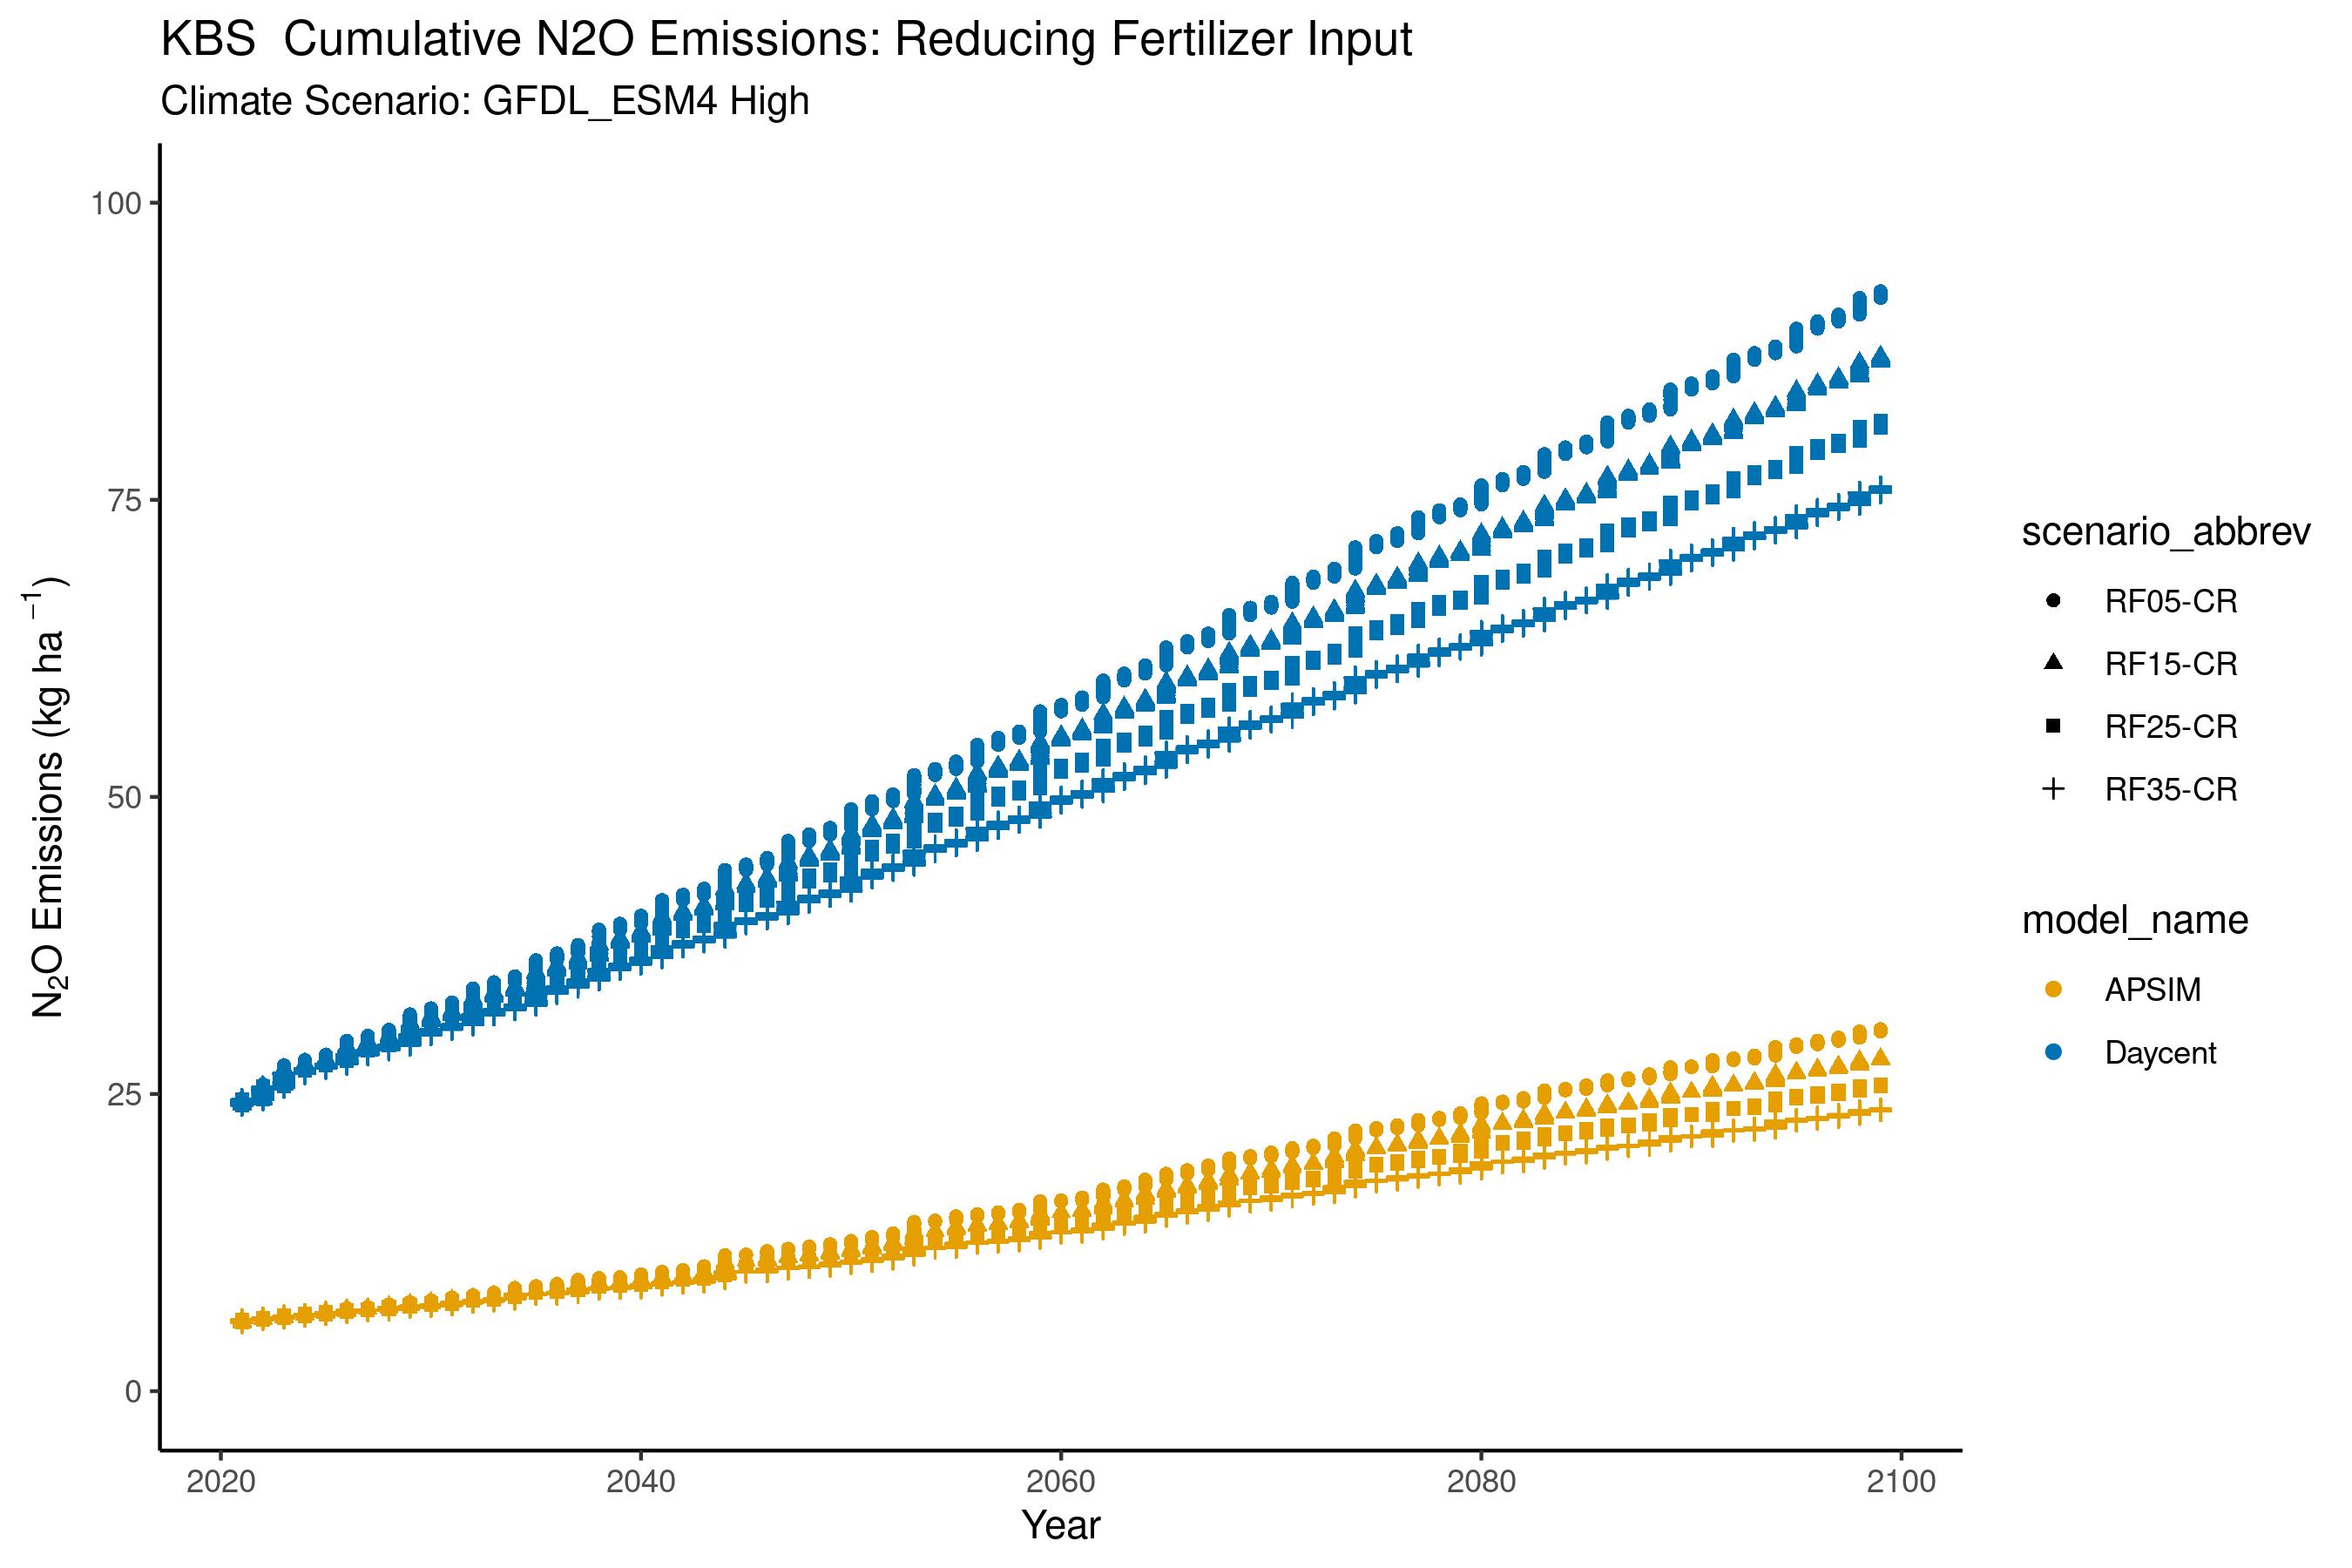 KBS  Cumulative N2O Emissions: Reducing Fertilizer Input
Climate Scenario: GFDL_ESM4 High
N₂O Emissions (kg ha⁻¹)
100
75
50
25
0
2020 2040 2060 2080 2100
Year
scenario_abbrev
RF05-CR
RF15-CR
RF25-CR
RF35-CR
model_name
APSIM
Daycent